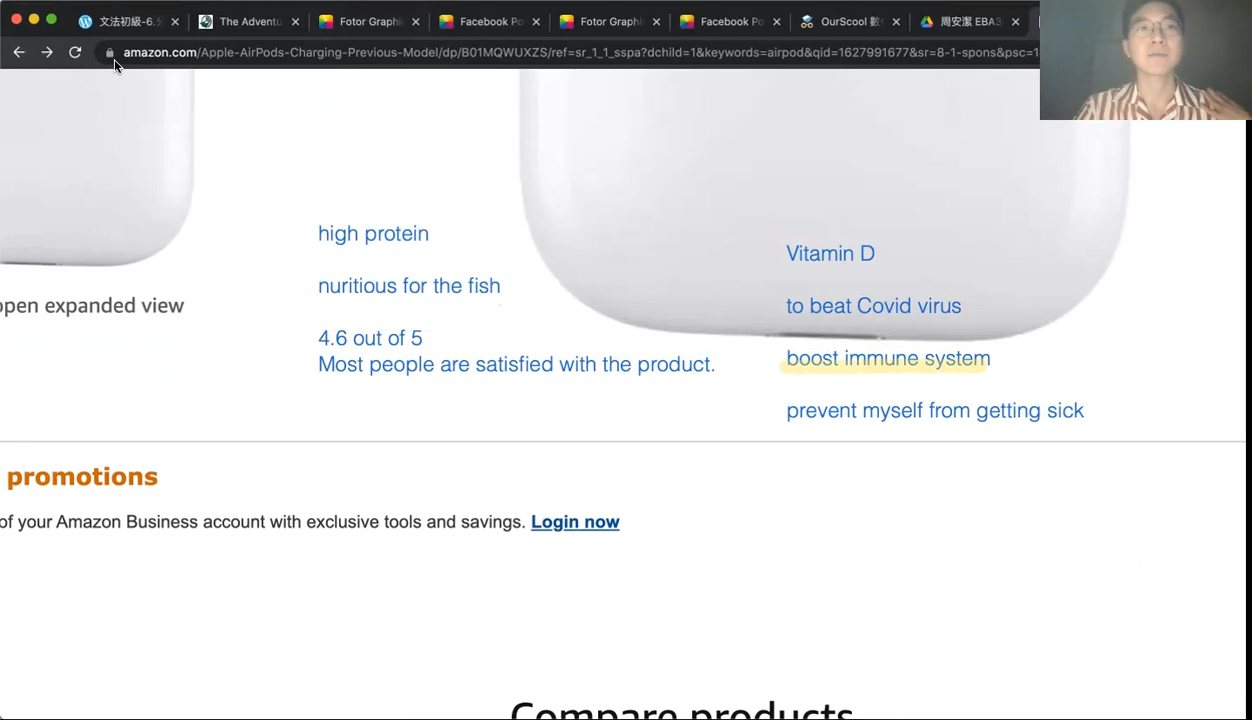 文法初級-6.
The Adventu
Fotor Graphi
Facebook Po
Fotor Graphi
Facebook Po
OurScool 數
周安潔 EBA3
amazon.com/Apple-AirPods-Charging-Previous-Model/dp/B01MQWUXZS/ref=sr_1_1_sspa?dchild=1&keywords=airpod&qid=1627991677&sr=8-1-spons&psc=1
high protein
nuritious for the fish
4.6 out of 5
Most people are satisfied with the product.
Vitamin D
to beat Covid virus
boost immune system
prevent myself from getting sick
open expanded view
promotions
of your Amazon Business account with exclusive tools and savings. Login now
Compare products